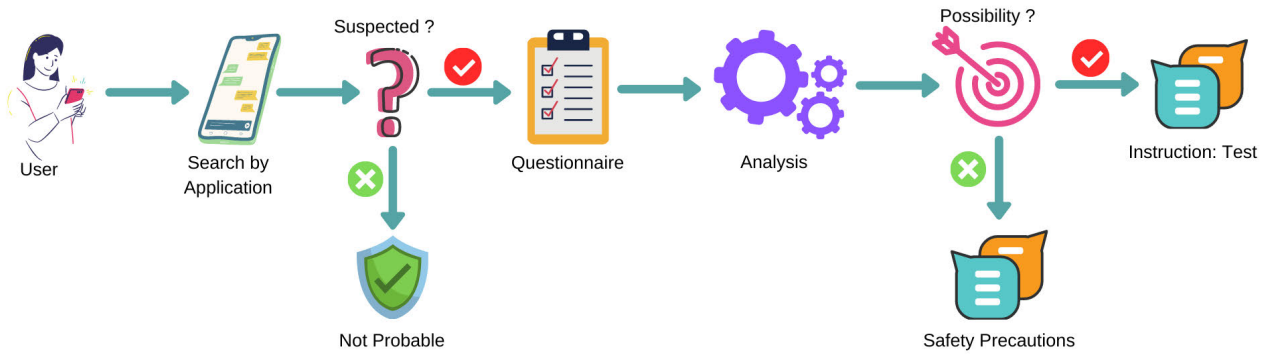 Suspected ?
Possibility ?
User
Search by
Application
Questionnaire
Analysis
Instruction: Test
Not Probable
Safety Precautions